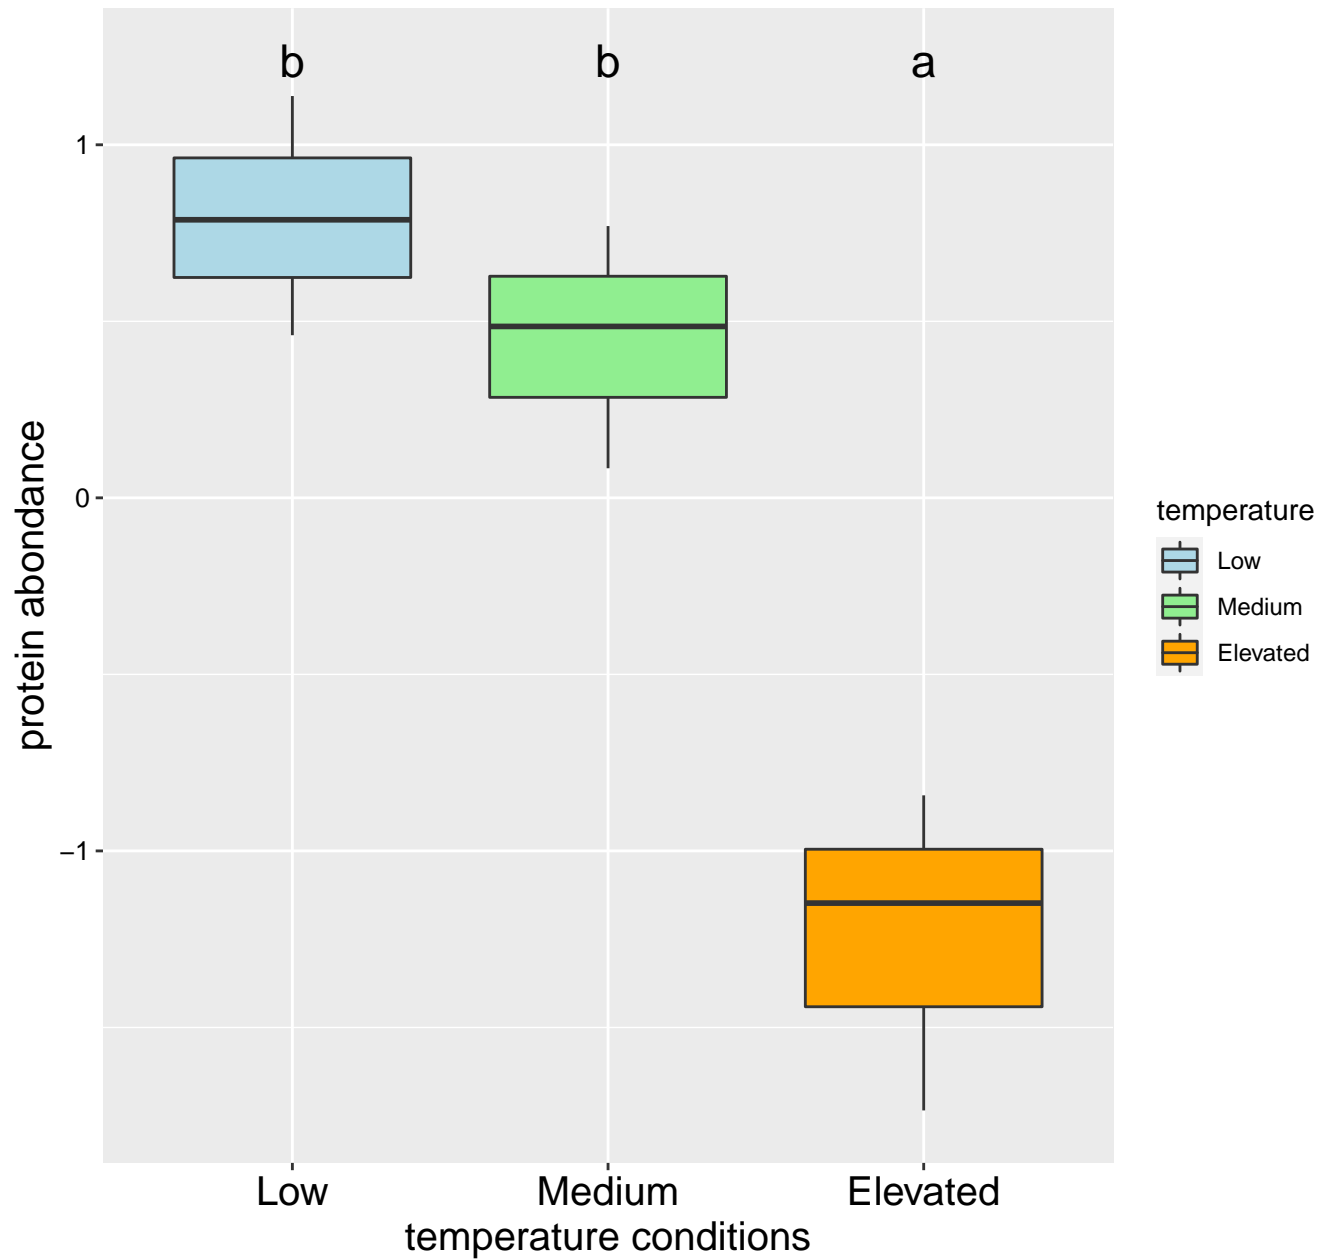 b b a
1
0
−1
protein abondance
Low Medium Elevated
temperature conditions
temperature
Low
Medium
Elevated